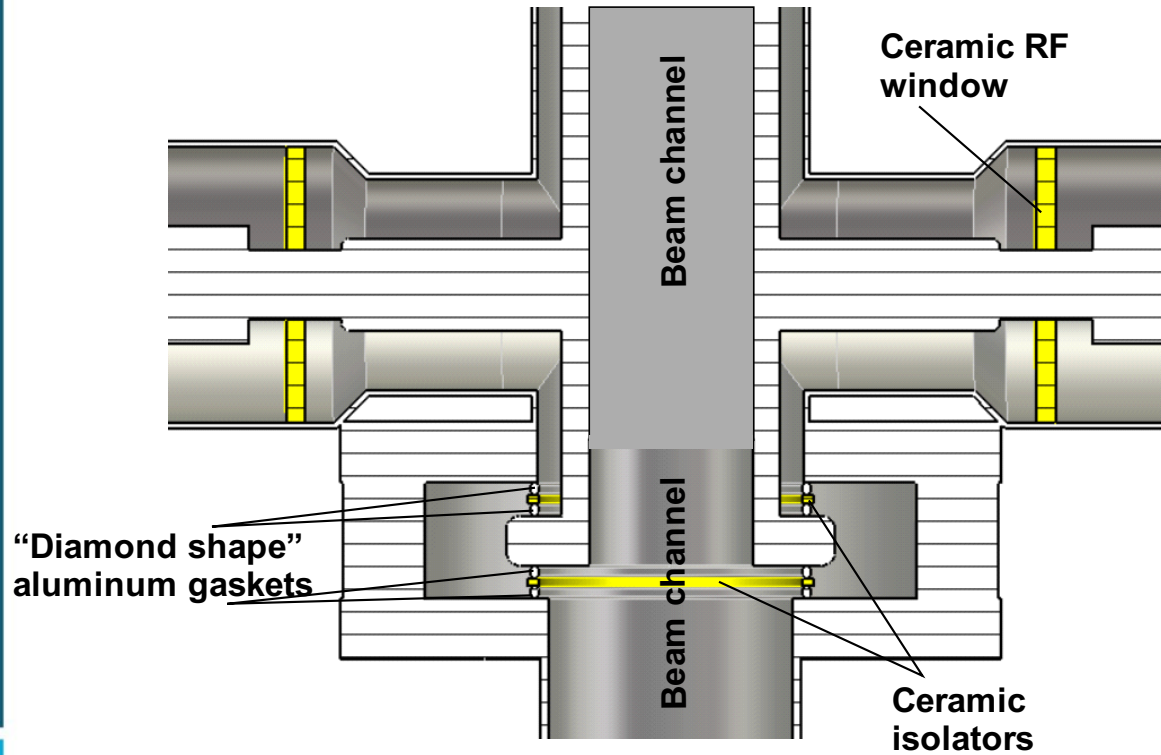 Ceramic RF
window
Beam channel
Beam channel
“Diamond shape”
aluminum gaskets
Ceramic
isolators